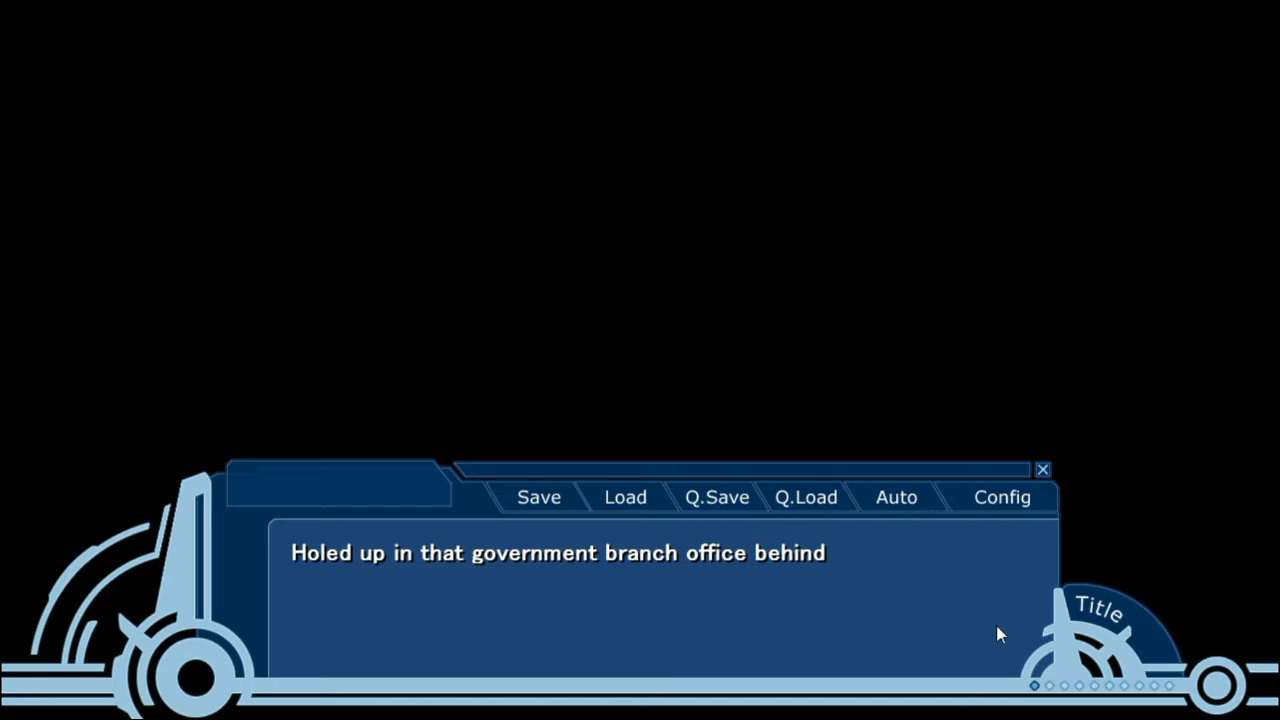 Save Load Q.Save Q.Load Auto Config
Holed up in that government branch office behind
Title